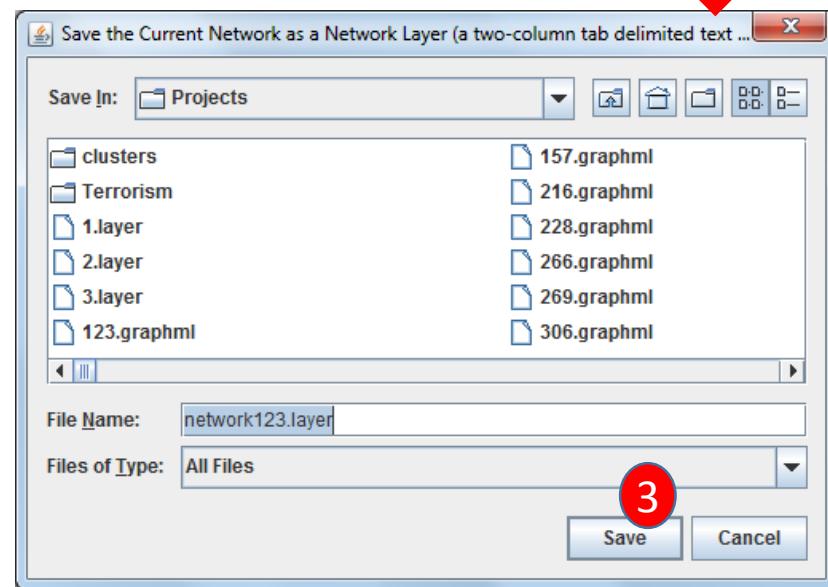 Save the Current Network as a Network Layer (a two-column tab delimited text ...
Save In: Projects
clusters
Terrorism
1.layer
2.layer
3.layer
123.graphml
157.graphml
216.graphml
228.graphml
266.graphml
269.graphml
306.graphml
File Name: network123.layer
Files of Type: All Files
3
Save Cancel